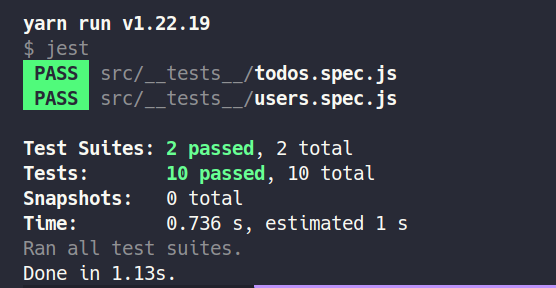 yarn run v1.22.19
$ jest
PASS src/__tests__/todos.spec.js
PASS src/__tests__/users.spec.js
Test Suites: 2 passed, 2 total
Tests: 10 passed, 10 total
Snapshots: 0 total
Time: 0.736 s, estimated 1 s
Ran all test suites.
Done in 1.13s.